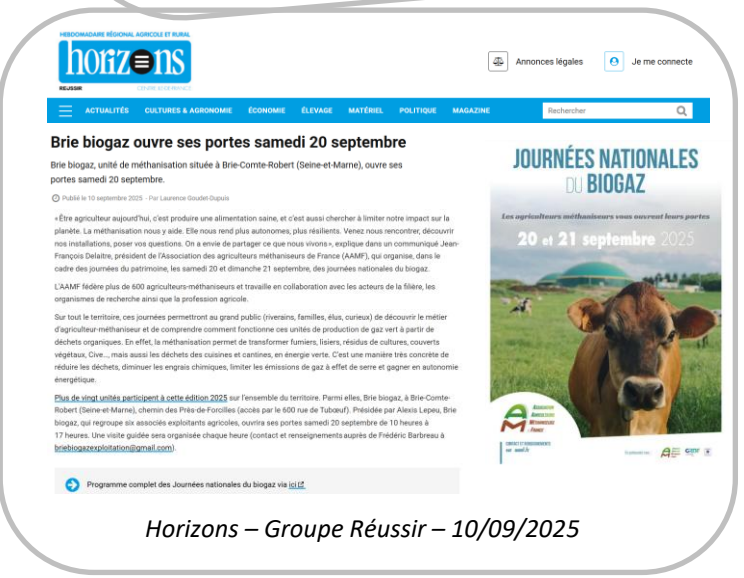 HEBDOMADAIRE RÉGIONAL AGRICOLE ET RURAL
horizons
REUSSIR
Annonces légales
Je me connecte
ACTUALITÉS CULTURES & AGRONOMIE ÉCONOMIE ÉLEVAGE MATÉRIEL POLITIQUE MAGAZINE
Rechercher
Brie biogaz ouvre ses portes samedi 20 septembre
Brie biogaz, unité de méthanisation située à Brie-Comte-Robert (Seine-et-Marne), ouvre ses
portes samedi 20 septembre.
Publié le 10 septembre 2025 - Par Laurence Goudet-Dupuis
«Être agriculteur aujourd'hui, c'est produire une alimentation saine, et c'est aussi chercher à limiter notre impact sur la
planète. La méthanisation nous y aide. Elle nous rend plus autonomes, plus résilients. Venez nous rencontrer, découvrir
nos installations, poser vos questions. On a envie de partager ce que nous vivons», explique dans un communiqué Jean-
François Delaitre, président de l'Association des agriculteurs méthaniseurs de France (AAMF), qui organise, dans le
cadre des journées du patrimoine, les samedi 20 et dimanche 21 septembre, des journées nationales du biogaz.
L'AAMF fédère plus de 600 agriculteurs-méthaniseurs et travaille en collaboration avec les acteurs de la filière, les
organismes de recherche ainsi que la profession agricole.
Sur tout le territoire, ces journées permettront au grand public (riverains, familles, élus, curieux) de découvrir le métier
d'agriculteur-méthaniseur et de comprendre comment fonctionne ces unités de production de gaz vert à partir de
déchets organiques. En effet, la méthanisation permet de transformer fumiers, lisiers, résidus de cultures, couverts
végétaux, Cive..., mais aussi les déchets des cuisines et cantines, en énergie verte. C'est une manière très concrète de
réduire les déchets, diminuer les engrais chimiques, limiter les émissions de gaz à effet de serre et gagner en autonomie
énergétique.
Plus de vingt unités participent à cette édition 2025 sur l'ensemble du territoire. Parmi elles, Brie biogaz, à Brie-Comte-
Robert (Seine-et-Marne), chemin des Près-de-Forcilles (accès par le 600 rue de Tubœuf). Présidée par Alexis Lepeu, Brie
biogaz, qui regroupe six associés exploitants agricoles, ouvrira ses portes samedi 20 septembre de 10 heures à
17 heures. Une visite guidée sera organisée chaque heure (contact et renseignements auprès de Frédéric Barbreau à
briebiogazexploitation@gmail.com).
Programme complet des Journées nationales du biogaz via ici
JOURNÉES NATIONALES
DU BIOGAZ
Les agriculteurs méthaniseurs vous ouvrent leurs portes
20 et 21 septembre 2025
ASSOCIATION
AGRICULTEURS
MÉTHANISEURS
FRANCE
Horizons – Groupe Réussir – 10/09/2025